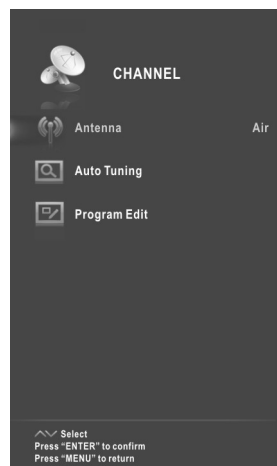 CHANNEL
Antenna Air
Auto Tuning
Program Edit
Select
Press “ENTER” to confirm
Press “MENU” to return